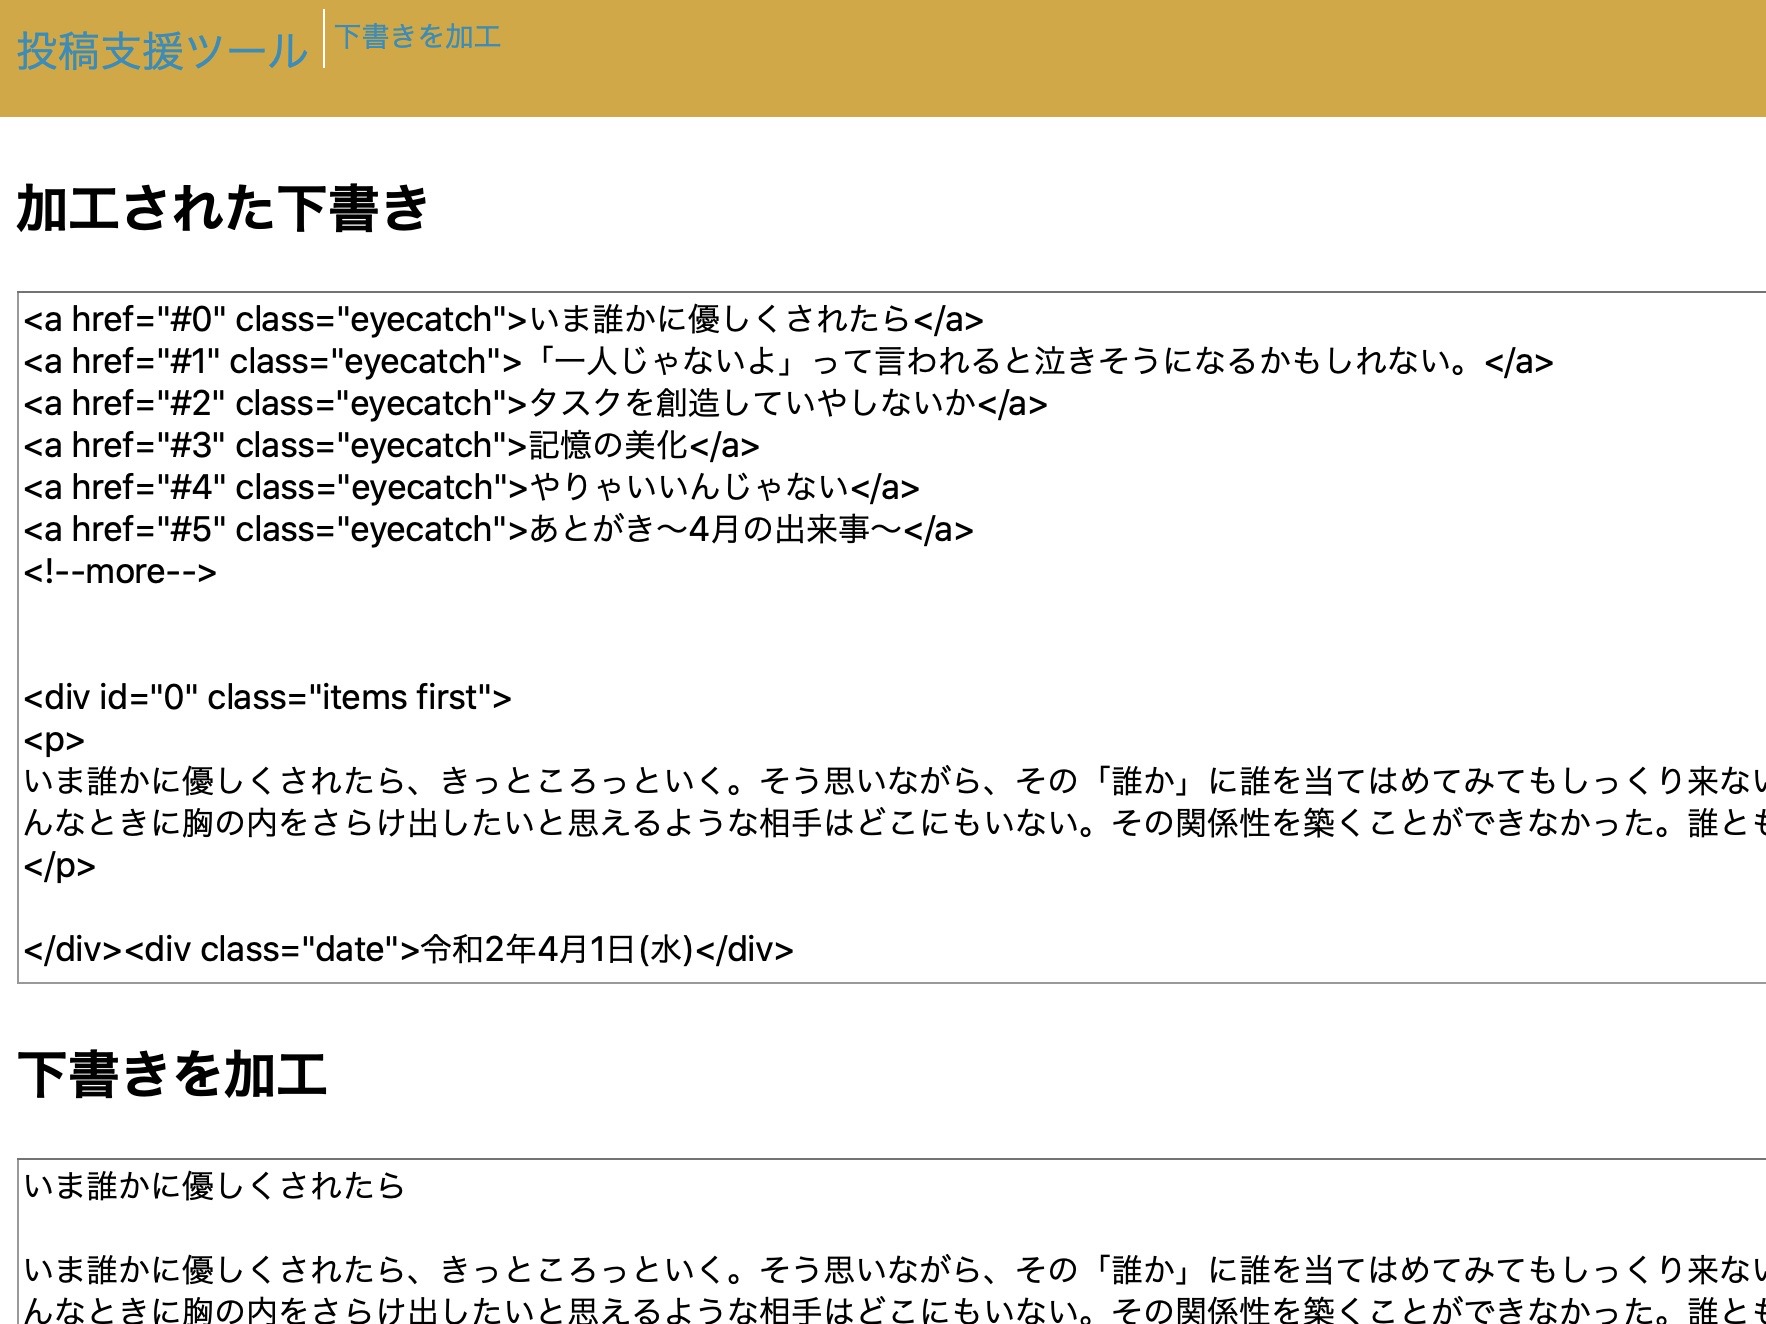 投稿支援ツール
下書きを加工
加工された下書き
<a href="#0" class="eyecatch">いま誰かに優しくされたら</a>
<a href="#1" class="eyecatch">「一人じゃないよ」って言われると泣きそうになるかもしれない。</a>
<a href="#2" class="eyecatch">タスクを創造していやしないか</a>
<a href="#3" class="eyecatch">記憶の美化</a>
<a href="#4" class="eyecatch">やりゃいいんじゃない</a>
<a href="#5" class="eyecatch">あとがき〜4月の出来事〜</a>
<!--more-->
<div id="0" class="items first">
<p>
いま誰かに優しくされたら、きっところっといく。そう思いながら、その「誰か」に誰を当てはめてみてもしっくり来ない
んなときに胸の内をさらけ出したいと思えるような相手はどこにもいない。その関係性を築くことができなかった。誰とも
</p>
</div><div class="date">令和2年4月1日(水)</div>
下書きを加工
いま誰かに優しくされたら
いま誰かに優しくされたら、きっところっといく。そう思いながら、その「誰か」に誰を当てはめてみてもしっくり来ない
んなときに胸の内をさらけ出したいと思えるような相手はどこにもいない。その関係性を築くことができなかった。誰とも